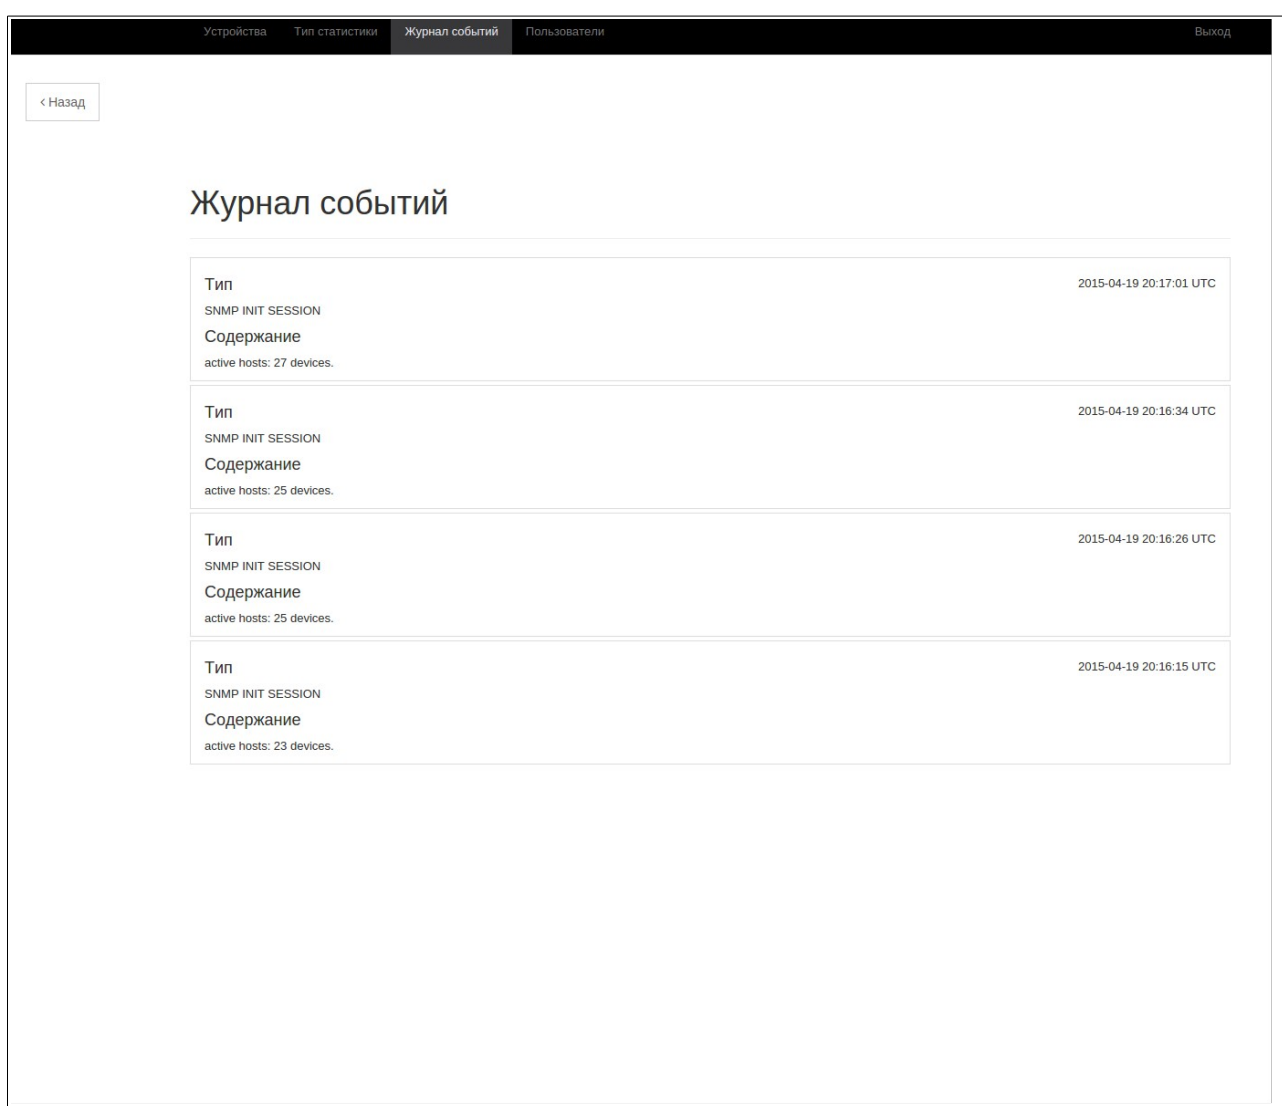 Устройства Тип статистики Журнал событий Пользователи Выход
‹ Назад
Журнал событий
Тип 2015-04-19 20:17:01 UTC
SNMP INIT SESSION
Содержание
active hosts: 27 devices.
Тип 2015-04-19 20:16:34 UTC
SNMP INIT SESSION
Содержание
active hosts: 25 devices.
Тип 2015-04-19 20:16:26 UTC
SNMP INIT SESSION
Содержание
active hosts: 25 devices.
Тип 2015-04-19 20:16:15 UTC
SNMP INIT SESSION
Содержание
active hosts: 23 devices.